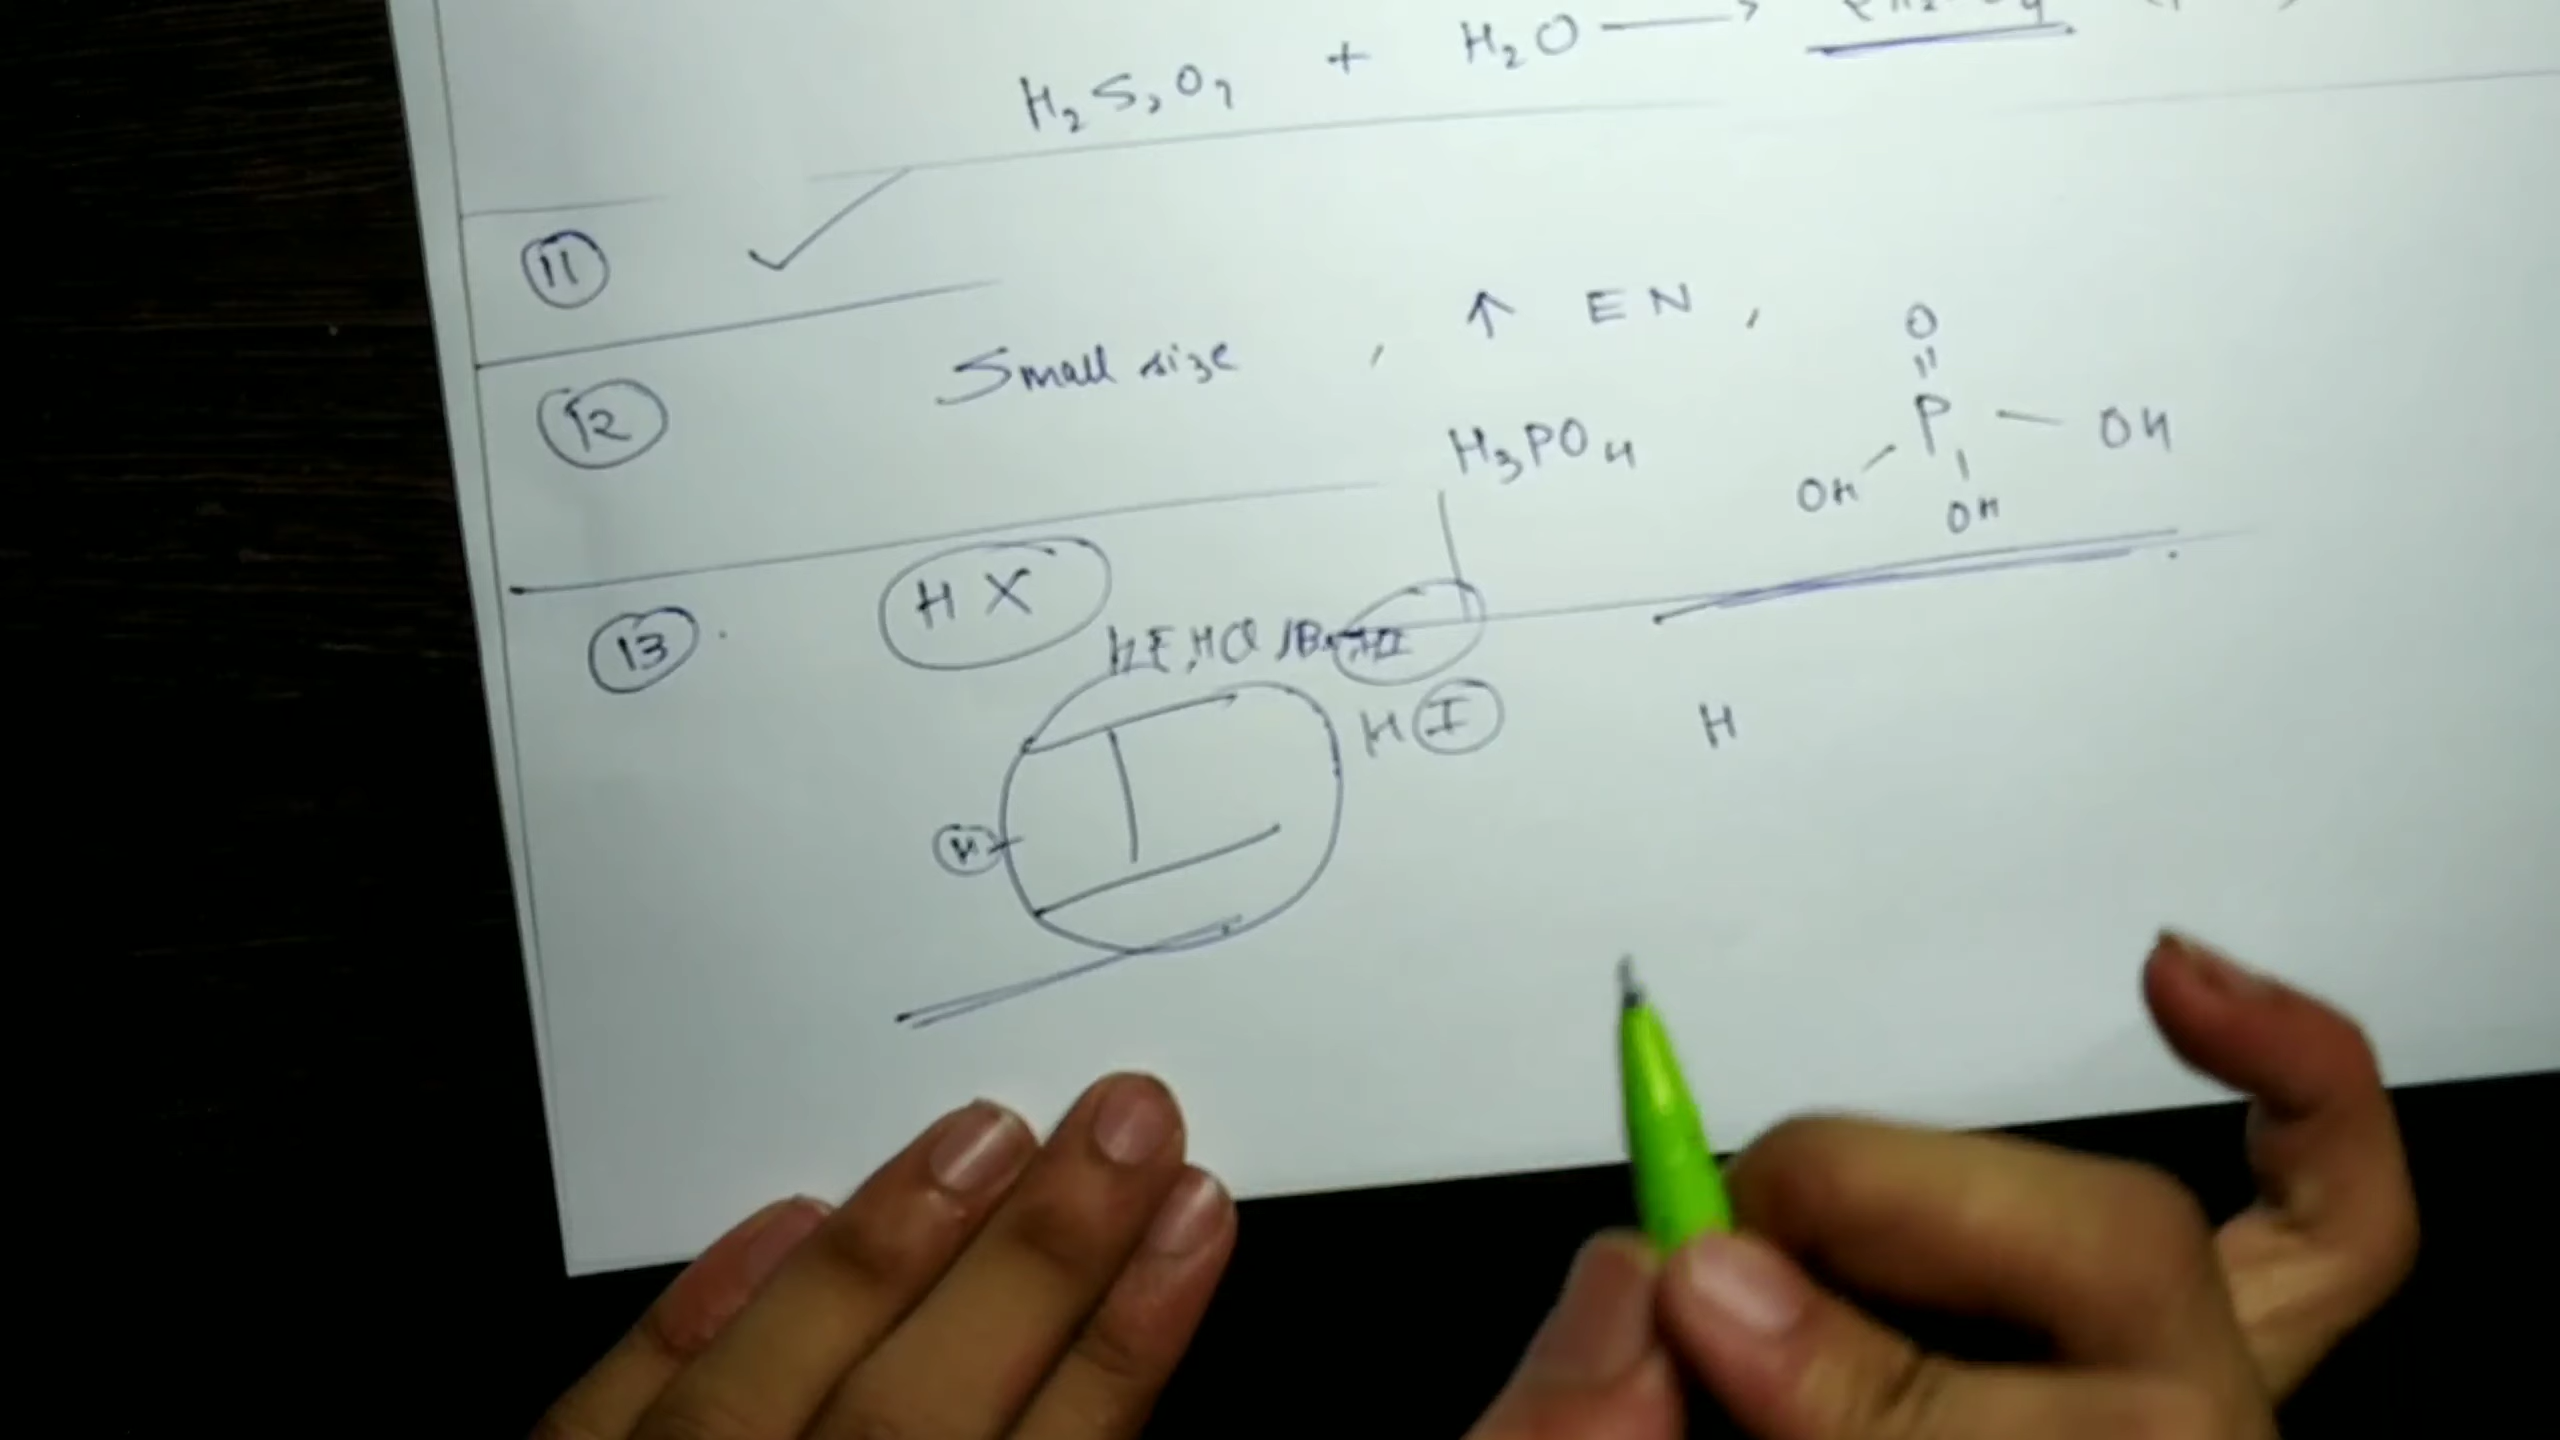 H₂S₂O₇ + H₂O ⟶
11
12 Small size , ↑ EN ,
H₃PO₄
O
||
P — OH
OH
OH
13 . HX
HF, HCl, HBr, HI
H I
H
H I